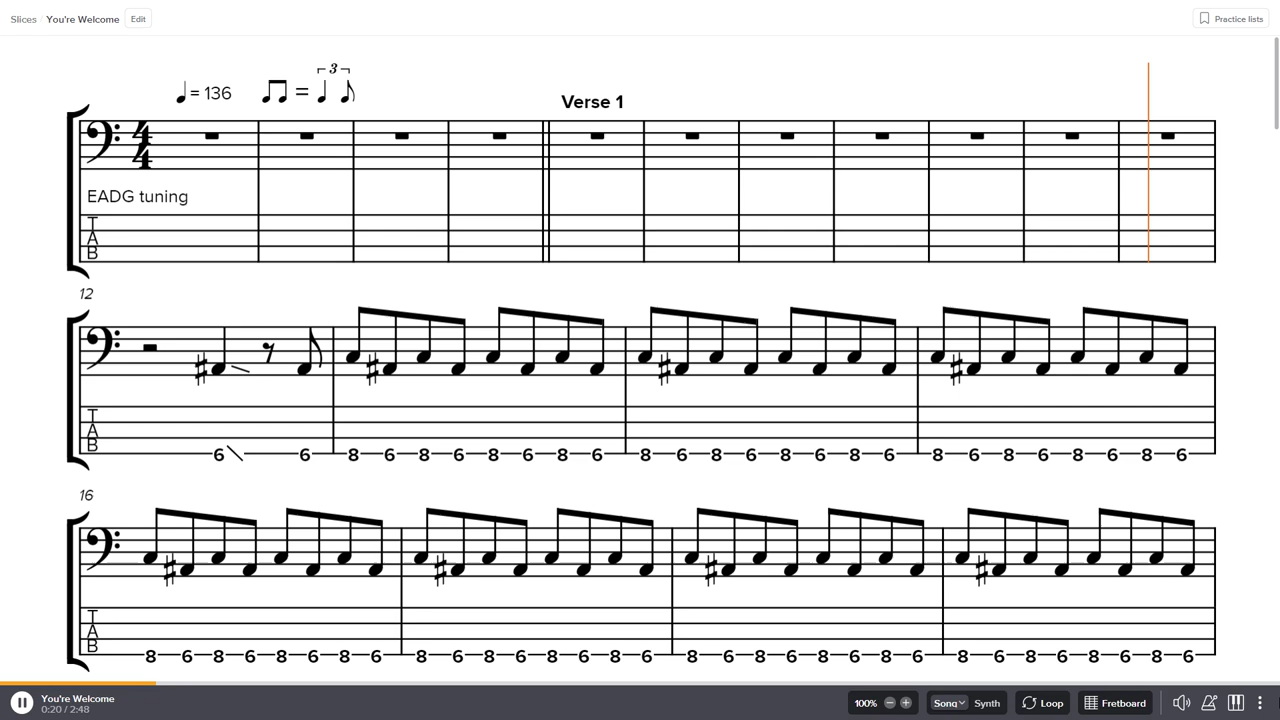 Slices / You're Welcome Edit
Practice lists
= 136 = 3
Verse 1
4
4
EADG tuning
T
A
B
12
T
A
B
6 6 8 6 8 6 8 6 8 6 8 6 8 6 8 6 8 6 8 6 8 6 8 6 8 6
16
T
A
B
8 6 8 6 8 6 8 6 8 6 8 6 8 6 8 6 8 6 8 6 8 6 8 6 8 6 8 6 8 6 8 6
You're Welcome
0:20 / 2:48
100% Song Synth Loop Fretboard